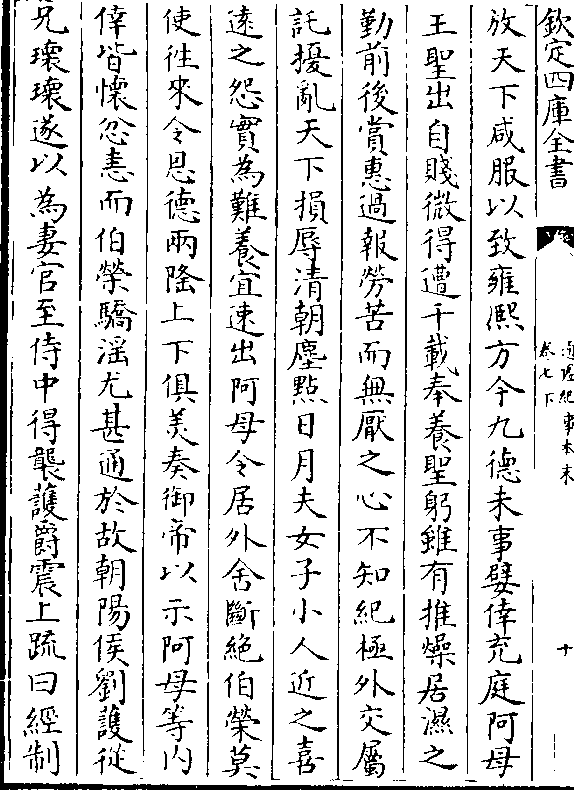 欽定四庫全書
通鑑紀事本末
卷七下
十
放天下咸服以致雍熙方今九德未事嬖倖充庭阿母
王聖出自賤微得遭千載奉養聖躬雖有推燥居濕之
勤前後賞惠過報勞苦而無厭之心不知紀極外交屬
託擾亂天下損辱清朝塵點日月夫女子小人近之喜
遠之怨實為難養宜速出阿母令居外舍斷絶伯榮莫
使徃來令恩德兩隆上下俱美奏御帝以示阿母等内
倖皆懷忿恚而伯榮驕淫尤甚通於故朝陽侯劉護從
兄瓌瓌遂以為妻官至侍中得襲護爵震上疏曰經制